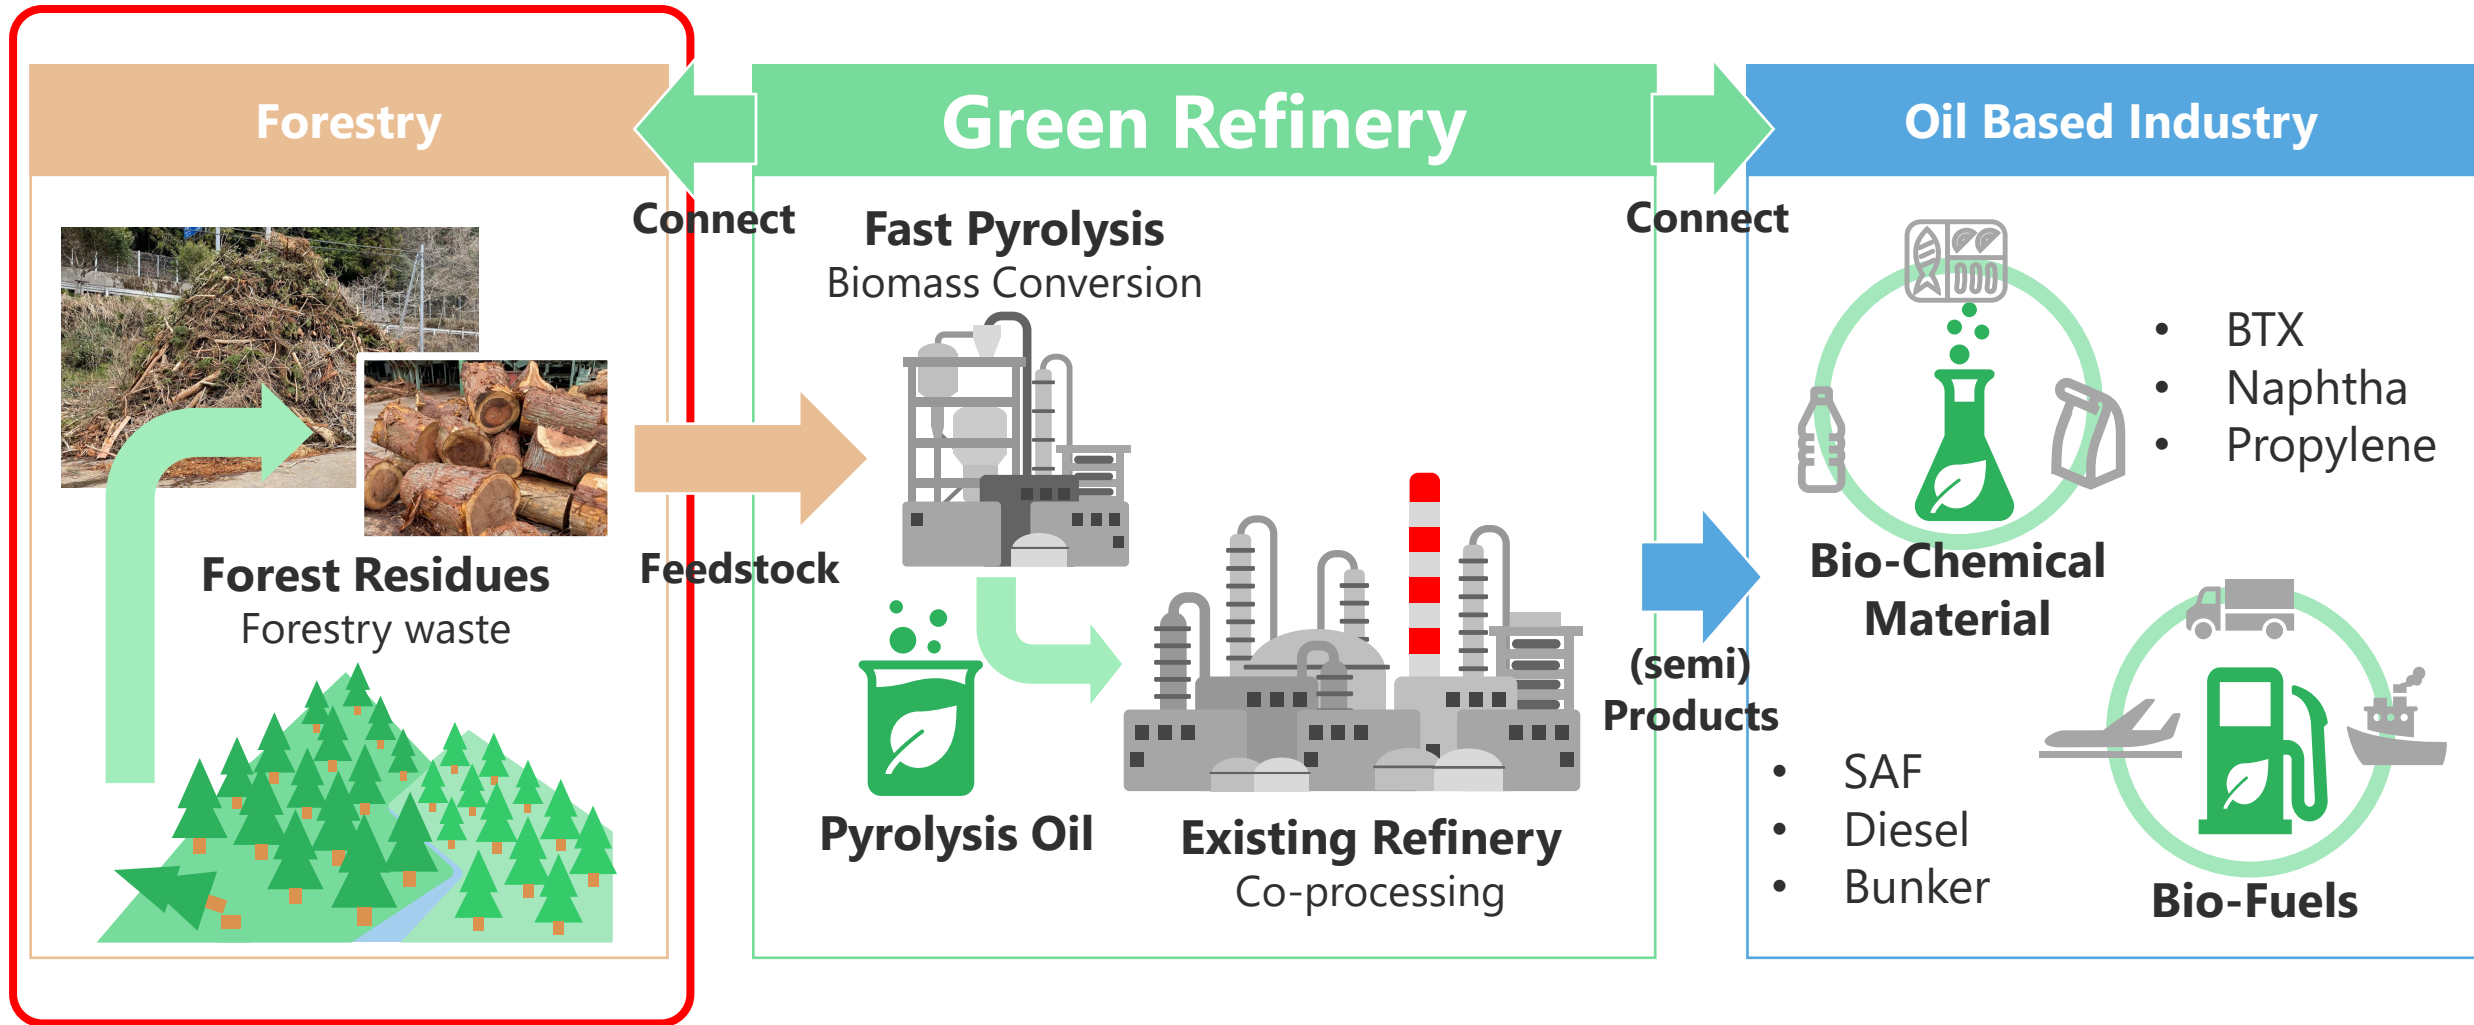 Forestry
Connect
Forest Residues
Forestry waste
Feedstock
Green Refinery
Fast Pyrolysis
Biomass Conversion
Pyrolysis Oil
Existing Refinery
Co-processing
Connect
(semi)
Products
Oil Based Industry
• BTX
• Naphtha
• Propylene
Bio-Chemical
Material
• SAF
• Diesel
• Bunker
Bio-Fuels